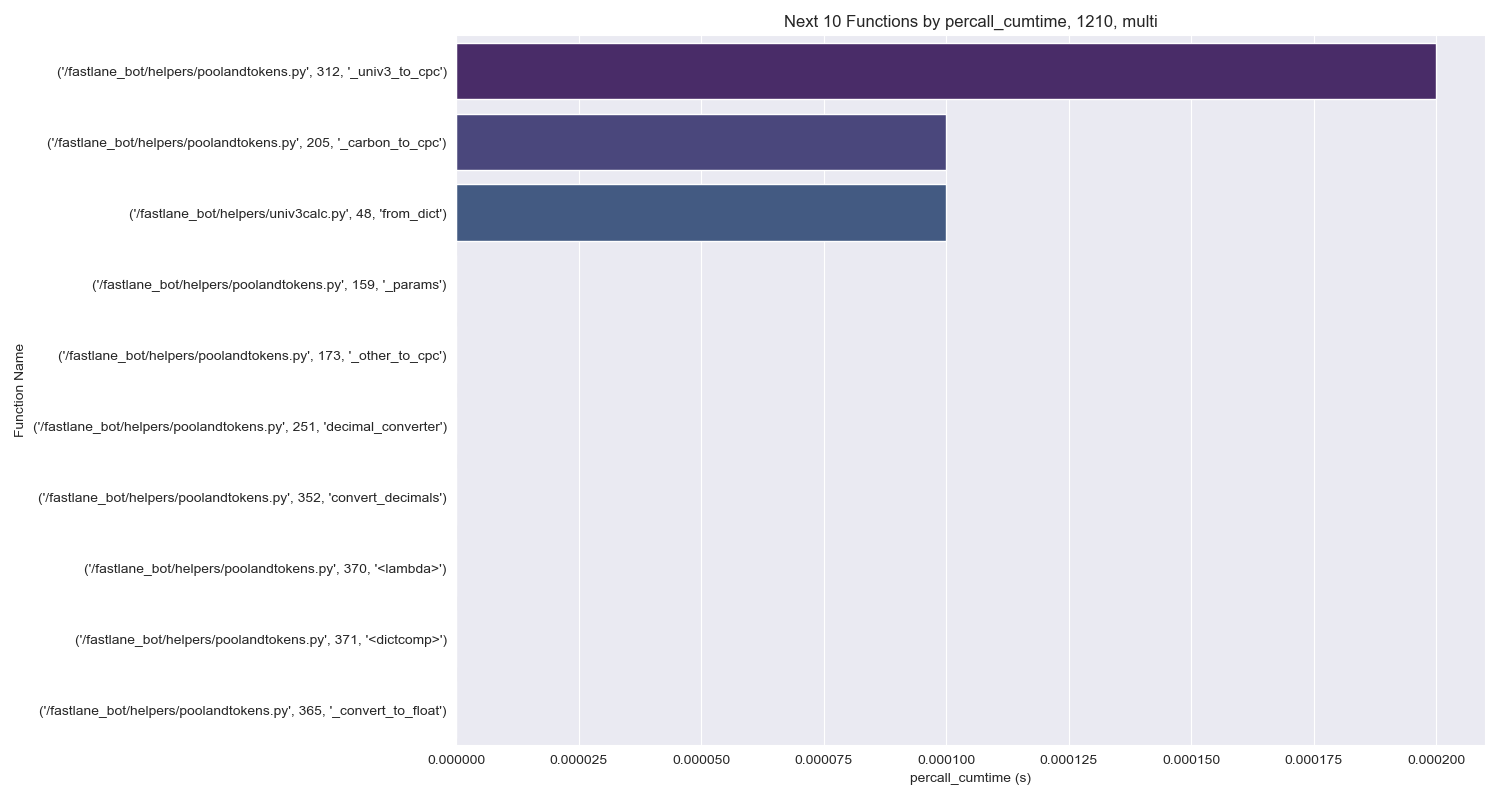 Next 10 Functions by percall_cumtime, 1210, multi
('/fastlane_bot/helpers/poolandtokens.py', 312, '_univ3_to_cpc')
('/fastlane_bot/helpers/poolandtokens.py', 205, '_carbon_to_cpc')
('/fastlane_bot/helpers/univ3calc.py', 48, 'from_dict')
('/fastlane_bot/helpers/poolandtokens.py', 159, '_params')
('/fastlane_bot/helpers/poolandtokens.py', 173, '_other_to_cpc')
('/fastlane_bot/helpers/poolandtokens.py', 251, 'decimal_converter')
('/fastlane_bot/helpers/poolandtokens.py', 352, 'convert_decimals')
('/fastlane_bot/helpers/poolandtokens.py', 370, '<lambda>')
('/fastlane_bot/helpers/poolandtokens.py', 371, '<dictcomp>')
('/fastlane_bot/helpers/poolandtokens.py', 365, '_convert_to_float')
Function Name
0.000000 0.000025 0.000050 0.000075 0.000100 0.000125 0.000150 0.000175 0.000200
percall_cumtime (s)